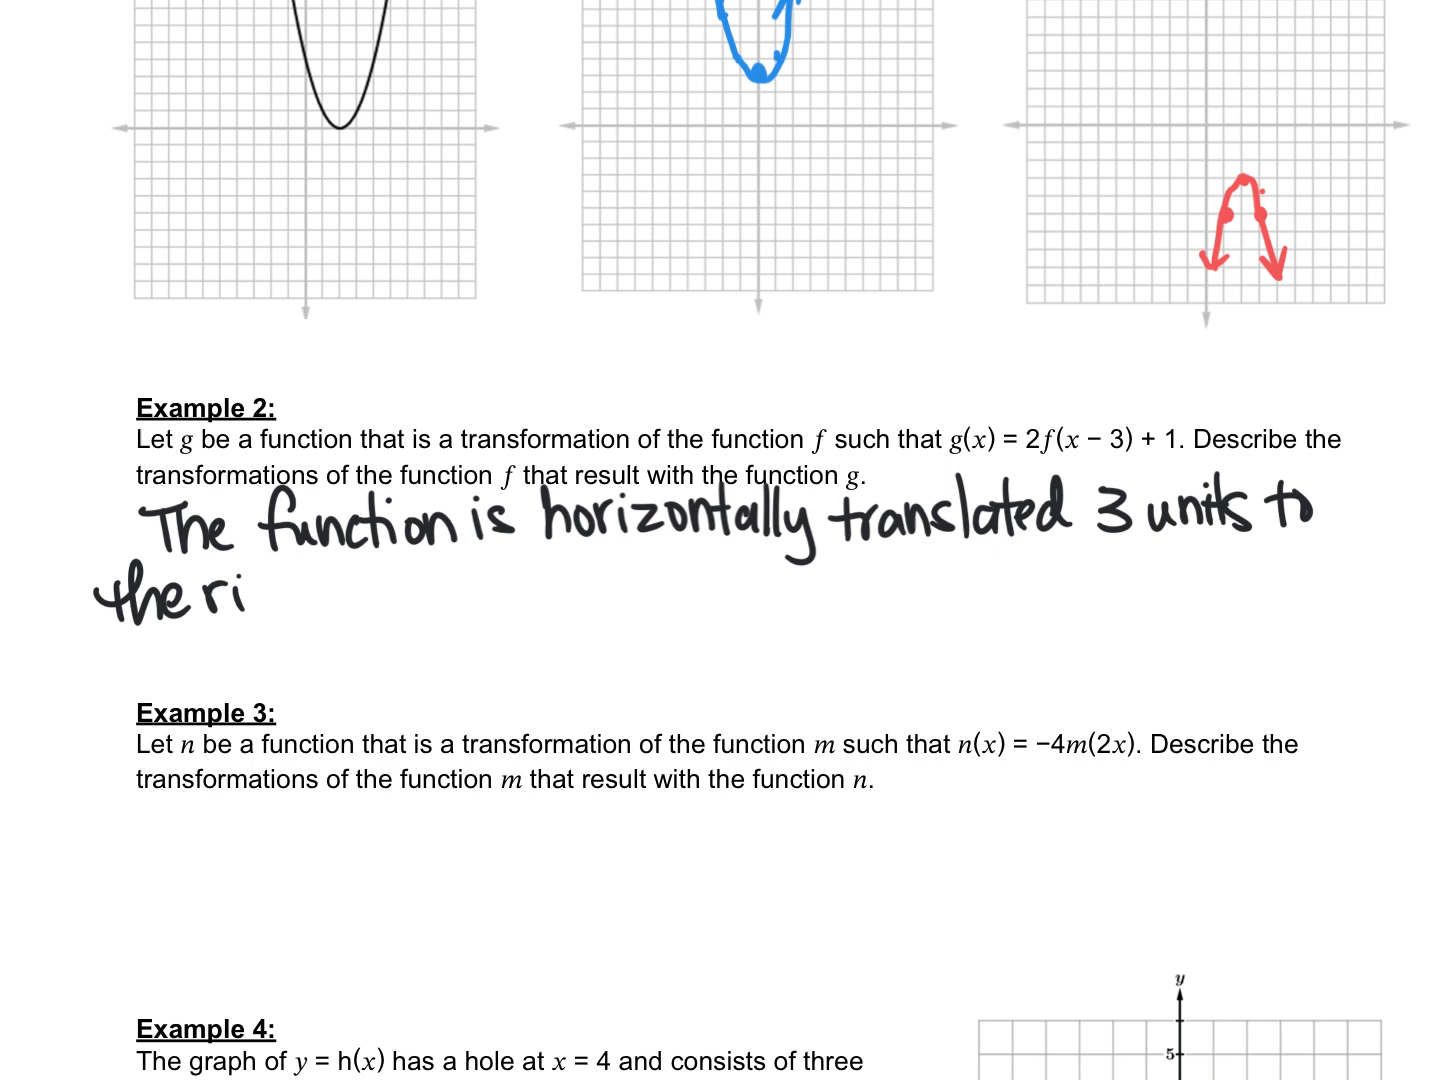 Example 2:
Let g be a function that is a transformation of the function f such that g(x) = 2f(x − 3) + 1. Describe the
transformations of the function f that result with the function g.
The function is horizontally translated 3 units to
the ri
Example 3:
Let n be a function that is a transformation of the function m such that n(x) = −4m(2x). Describe the
transformations of the function m that result with the function n.
y
Example 4:
5
The graph of y = h(x) has a hole at x = 4 and consists of three